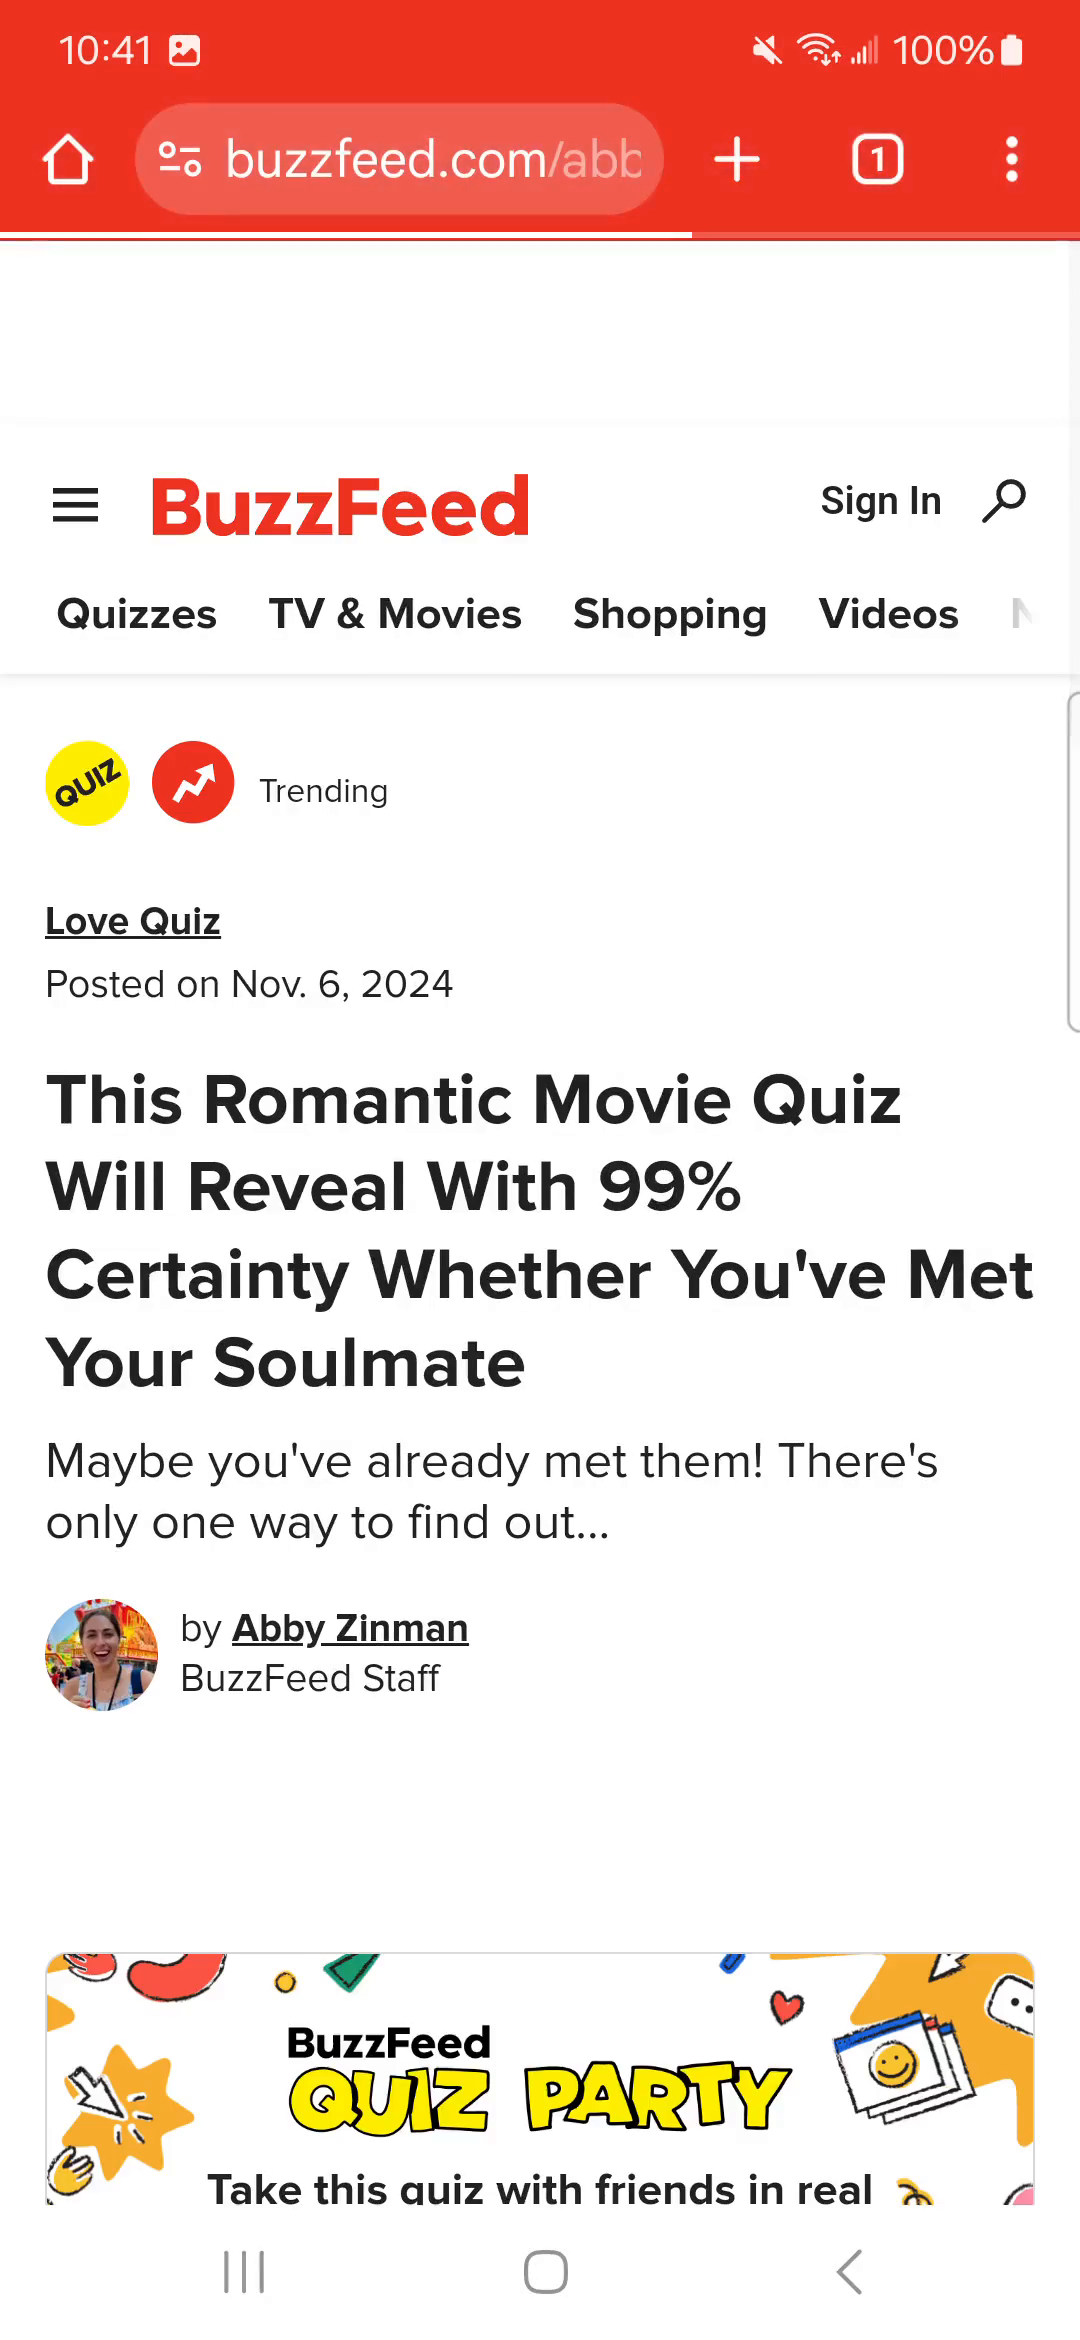 10:41 100%
buzzfeed.com/abb
1
BuzzFeed Sign In
Quizzes TV & Movies Shopping Videos
QUIZ Trending
Love Quiz
Posted on Nov. 6, 2024
This Romantic Movie Quiz
Will Reveal With 99%
Certainty Whether You've Met
Your Soulmate
Maybe you've already met them! There's
only one way to find out...
by Abby Zinman
BuzzFeed Staff
BuzzFeed
QUIZ PARTY
Take this quiz with friends in real